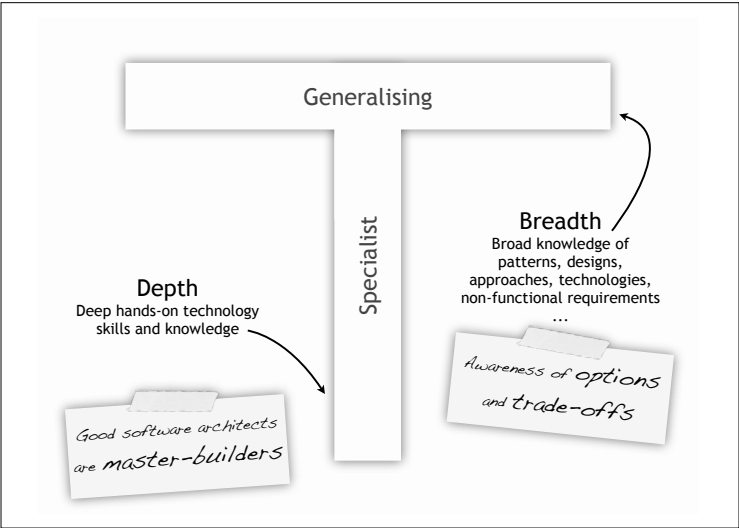 Generalising
Specialist
Breadth
Broad knowledge of
patterns, designs,
approaches, technologies,
non-functional requirements
...
Awareness of options
and trade-offs
Depth
Deep hands-on technology
skills and knowledge
Good software architects
are master-builders